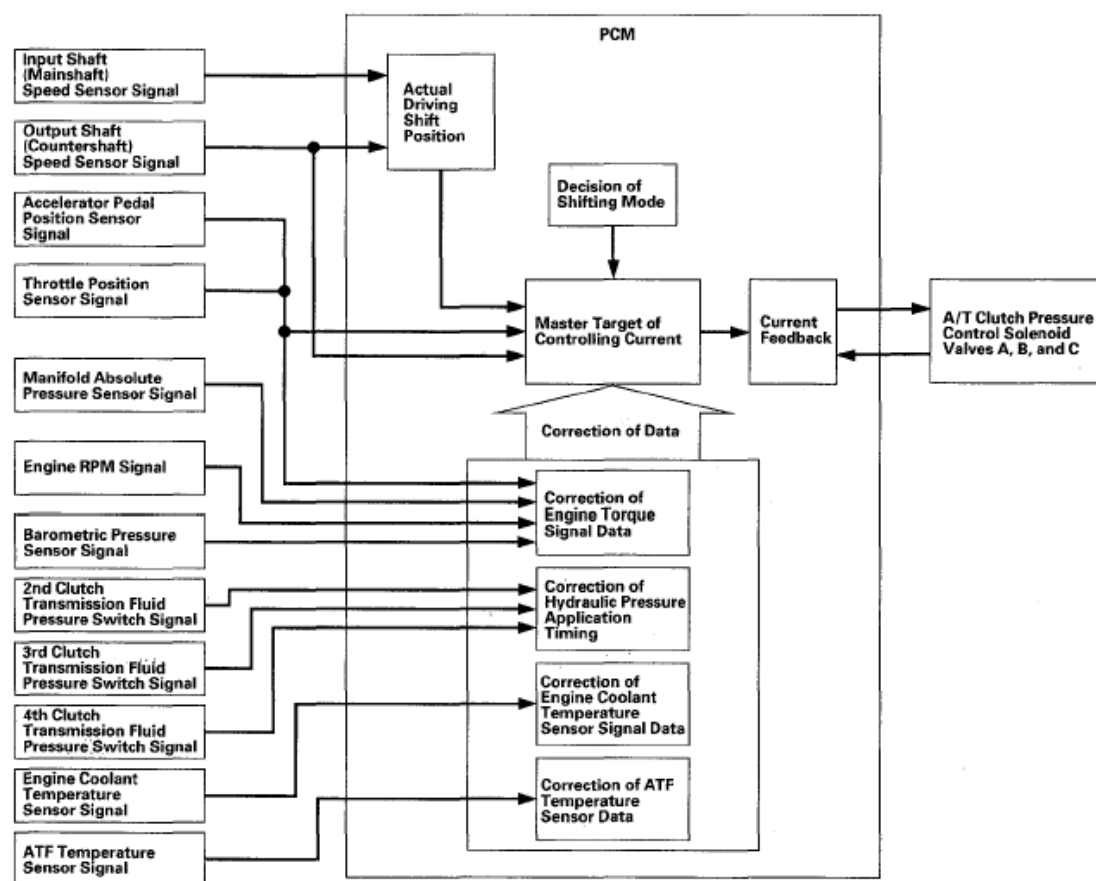 PCM
Input Shaft
(Mainshaft)
Speed Sensor Signal
Output Shaft
(Countershaft)
Speed Sensor Signal
Accelerator Pedal
Position Sensor
Signal
Throttle Position
Sensor Signal
Manifold Absolute
Pressure Sensor Signal
Engine RPM Signal
Barometric Pressure
Sensor Signal
2nd Clutch
Transmission Fluid
Pressure Switch Signal
3rd Clutch
Transmission Fluid
Pressure Switch Signal
4th Clutch
Transmission Fluid
Pressure Switch Signal
Engine Coolant
Temperature
Sensor Signal
ATF Temperature
Sensor Signal
Actual
Driving
Shift
Position
Decision of
Shifting Mode
Master Target of
Controlling Current
Current
Feedback
A/T Clutch Pressure
Control Solenoid
Valves A, B, and C
Correction of Data
Correction of
Engine Torque
Signal Data
Correction of
Hydraulic Pressure
Application
Timing
Correction of
Engine Coolant
Temperature
Sensor Signal Data
Correction of ATF
Temperature
Sensor Data